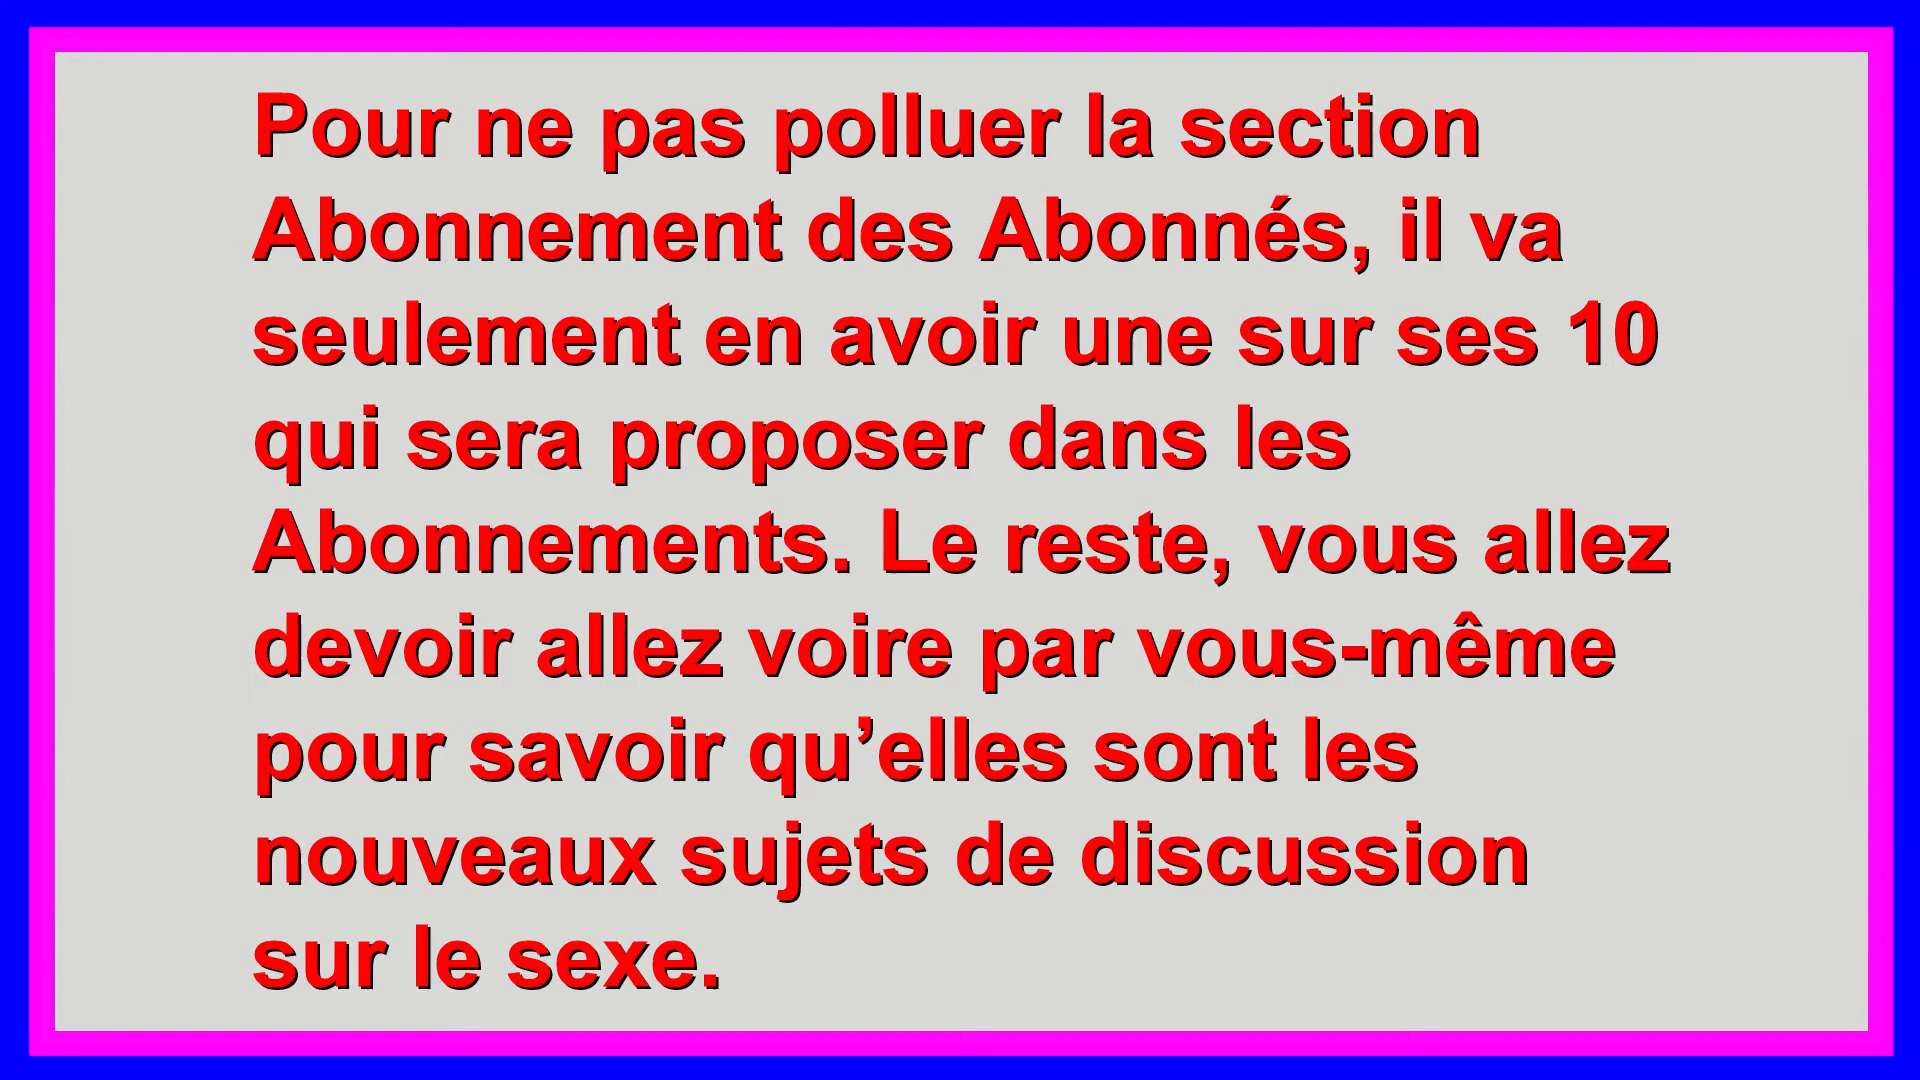 Pour ne pas polluer la section
Abonnement des Abonnés, il va
seulement en avoir une sur ses 10
qui sera proposer dans les
Abonnements. Le reste, vous allez
devoir allez voire par vous-même
pour savoir qu’elles sont les
nouveaux sujets de discussion
sur le sexe.